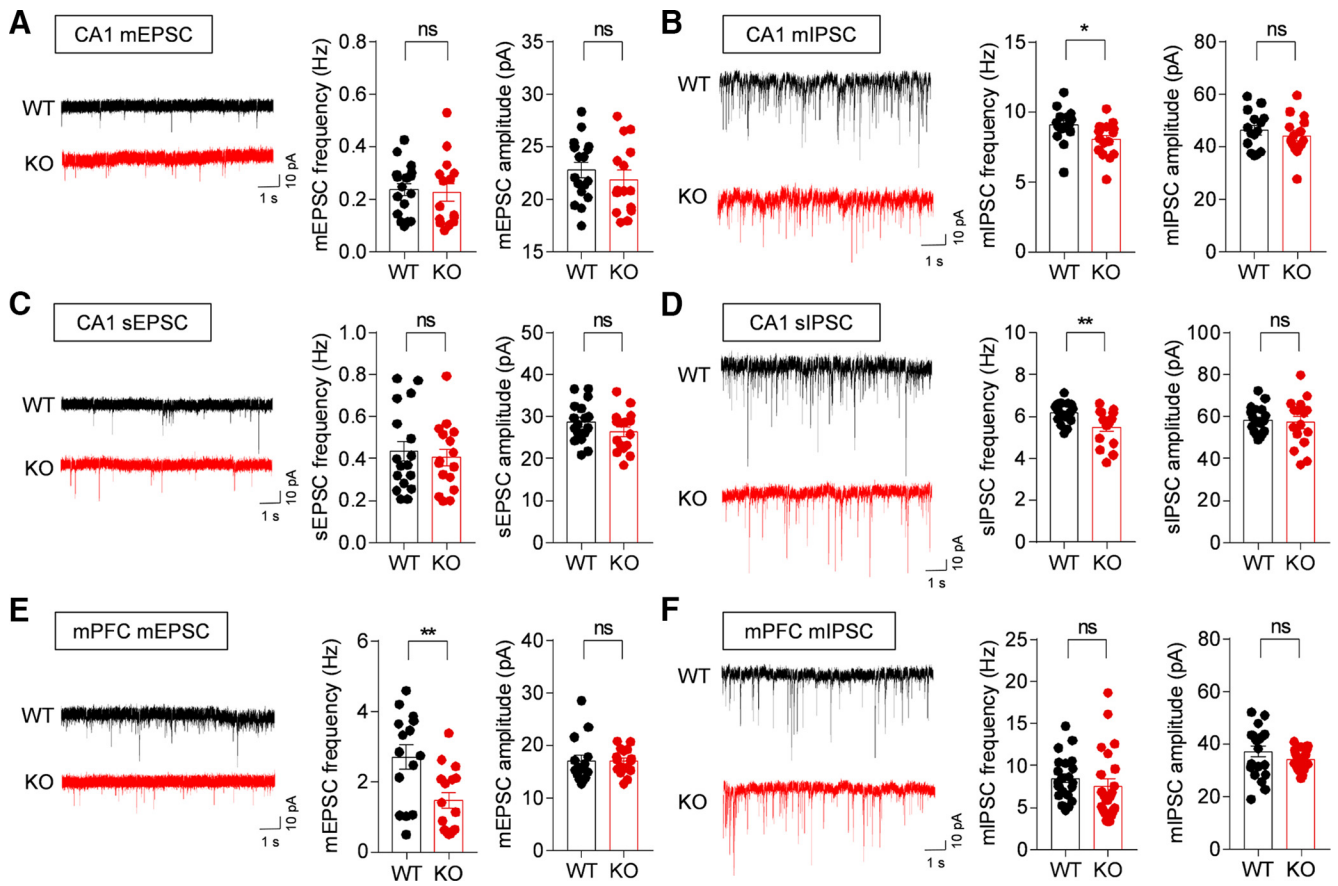 A
CA1 mEPSC
WT
KO
1 s
10 pA
mEPSC frequency (Hz)
0.8
0.6
0.4
0.2
0.0
ns
WT KO
mEPSC amplitude (pA)
35
30
25
20
15
ns
WT KO
B
CA1 mIPSC
WT
KO
1 s
10 pA
mIPSC frequency (Hz)
15
10
5
0
*
WT KO
mIPSC amplitude (pA)
80
60
40
20
0
ns
WT KO
C
CA1 sEPSC
WT
KO
1 s
10 pA
sEPSC frequency (Hz)
1.0
0.8
0.6
0.4
0.2
0.0
ns
WT KO
sEPSC amplitude (pA)
50
40
30
20
10
0
ns
WT KO
D
CA1 sIPSC
WT
KO
1 s
10 pA
sIPSC frequency (Hz)
10
8
6
4
2
0
**
WT KO
sIPSC amplitude (pA)
100
80
60
40
20
0
ns
WT KO
E
mPFC mEPSC
WT
KO
1 s
10 pA
mEPSC frequency (Hz)
6
4
2
0
**
WT KO
mEPSC amplitude (pA)
40
30
20
10
0
ns
WT KO
F
mPFC mIPSC
WT
KO
1 s
10 pA
mIPSC frequency (Hz)
25
20
15
10
5
0
ns
WT KO
mIPSC amplitude (pA)
80
60
40
20
0
ns
WT KO